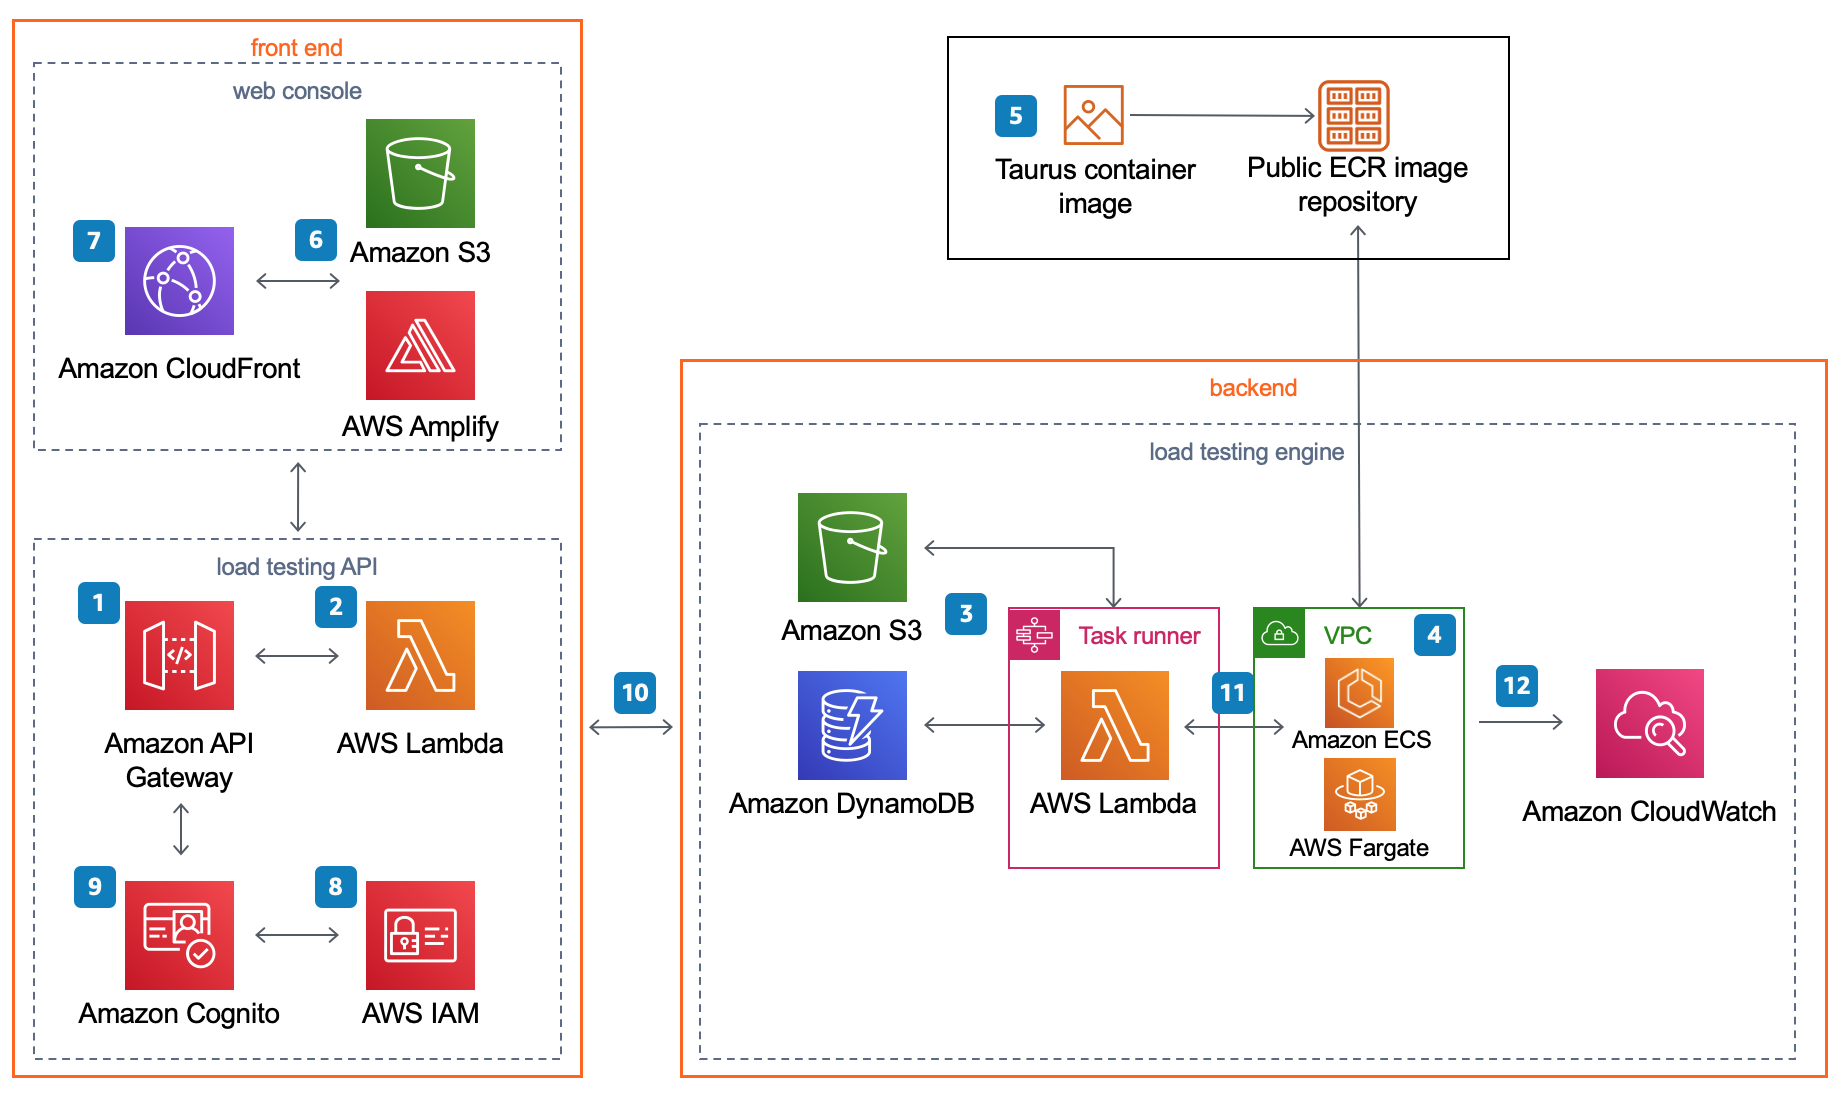 front end
web console
7
6
Amazon S3
Amazon CloudFront
AWS Amplify
load testing API
1
2
Amazon API
Gateway
AWS Lambda
9
8
Amazon Cognito
AWS IAM
10
5
Taurus container
image
Public ECR image
repository
backend
load testing engine
Amazon S3
3
Task runner
VPC
4
Amazon DynamoDB
AWS Lambda
11
Amazon ECS
AWS Fargate
12
Amazon CloudWatch